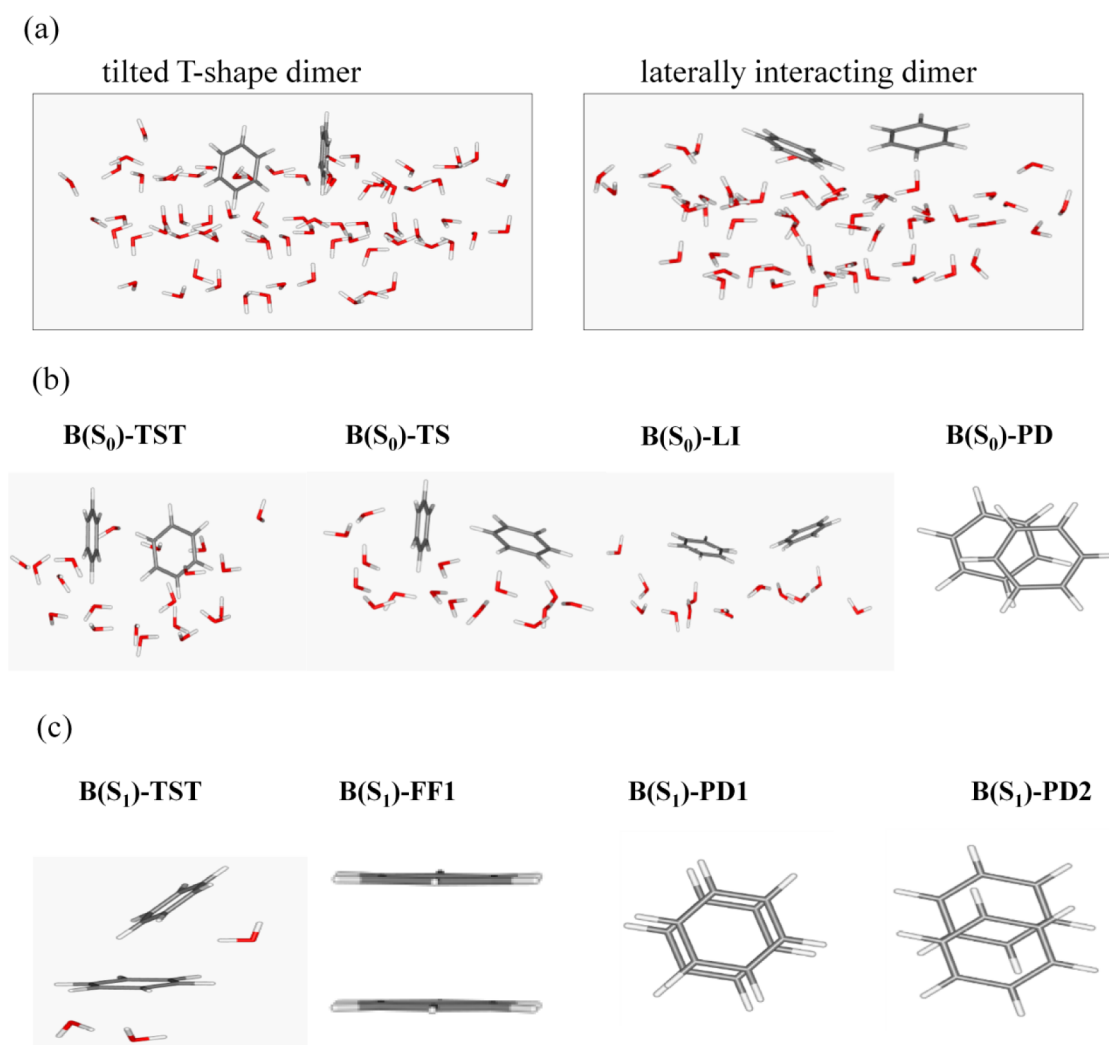 (a)
tilted T-shape dimer
laterally interacting dimer
(b)
B(S₀)-TST
B(S₀)-TS
B(S₀)-LI
B(S₀)-PD
(c)
B(S₁)-TST
B(S₁)-FF1
B(S₁)-PD1
B(S₁)-PD2